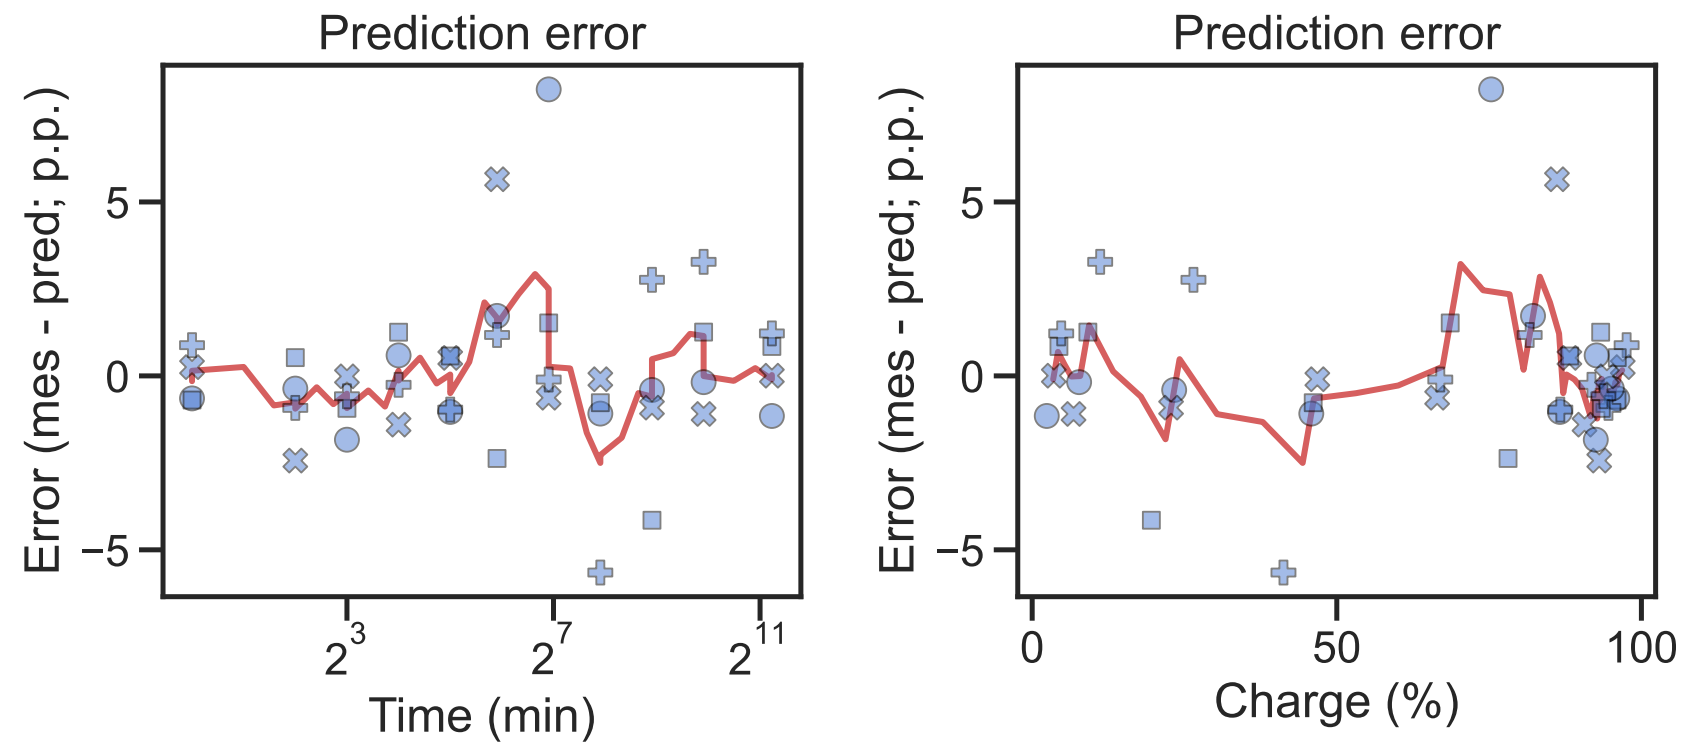 Prediction error
Error (mes - pred; p.p.)
5
0
−5
2^3
2^7
2^11
Time (min)
Prediction error
Error (mes - pred; p.p.)
5
0
−5
0
50
100
Charge (%)